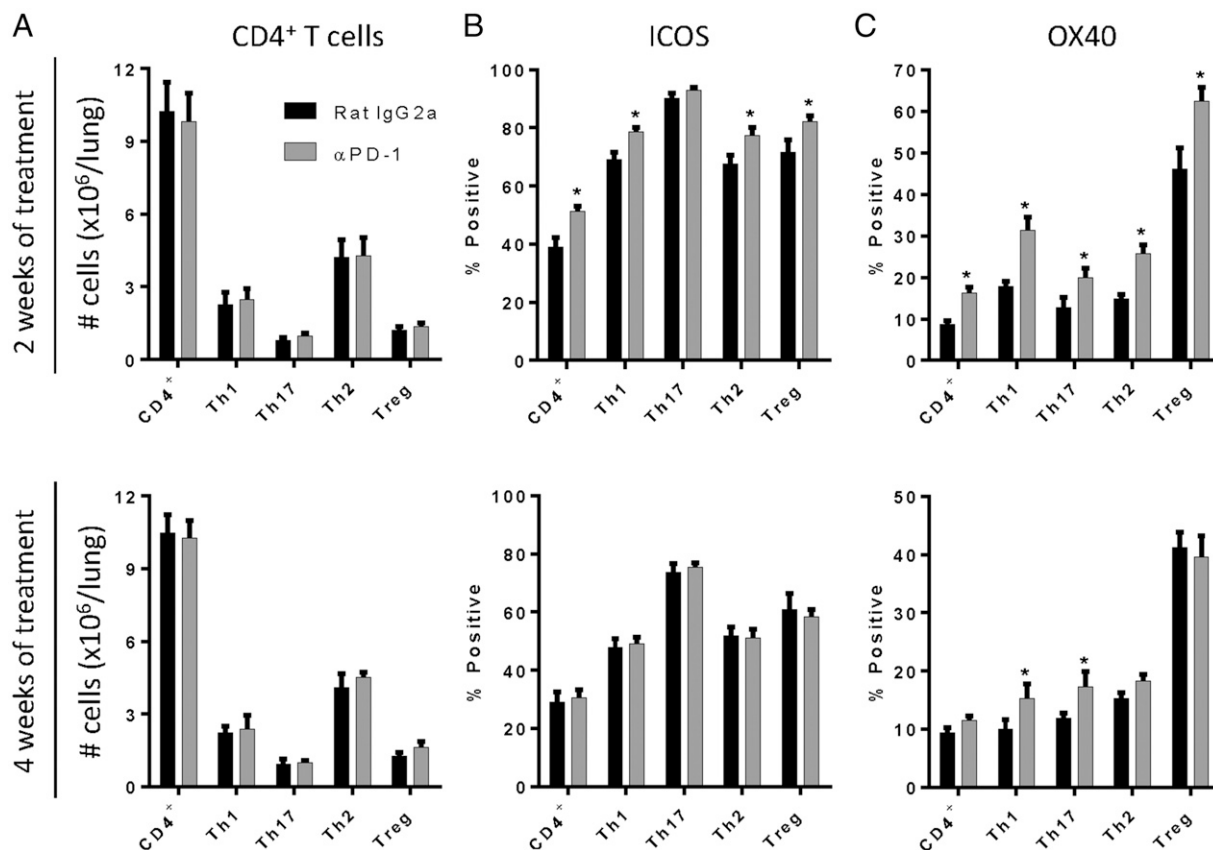 A
CD4⁺ T cells
B
ICOS
C
OX40
2 weeks of treatment
# cells (x10⁶/lung)
12
9
6
3
0
Rat IgG2a
αPD-1
CD4⁺
Th1
Th17
Th2
Treg
% Positive
100
80
60
40
20
0
* * * *
CD4⁺
Th1
Th17
Th2
Treg
% Positive
70
60
50
40
30
20
10
0
* * * * *
CD4⁺
Th1
Th17
Th2
Treg
4 weeks of treatment
# cells (x10⁶/lung)
12
9
6
3
0
CD4⁺
Th1
Th17
Th2
Treg
% Positive
100
80
60
40
20
0
CD4⁺
Th1
Th17
Th2
Treg
% Positive
50
40
30
20
10
0
* *
CD4⁺
Th1
Th17
Th2
Treg